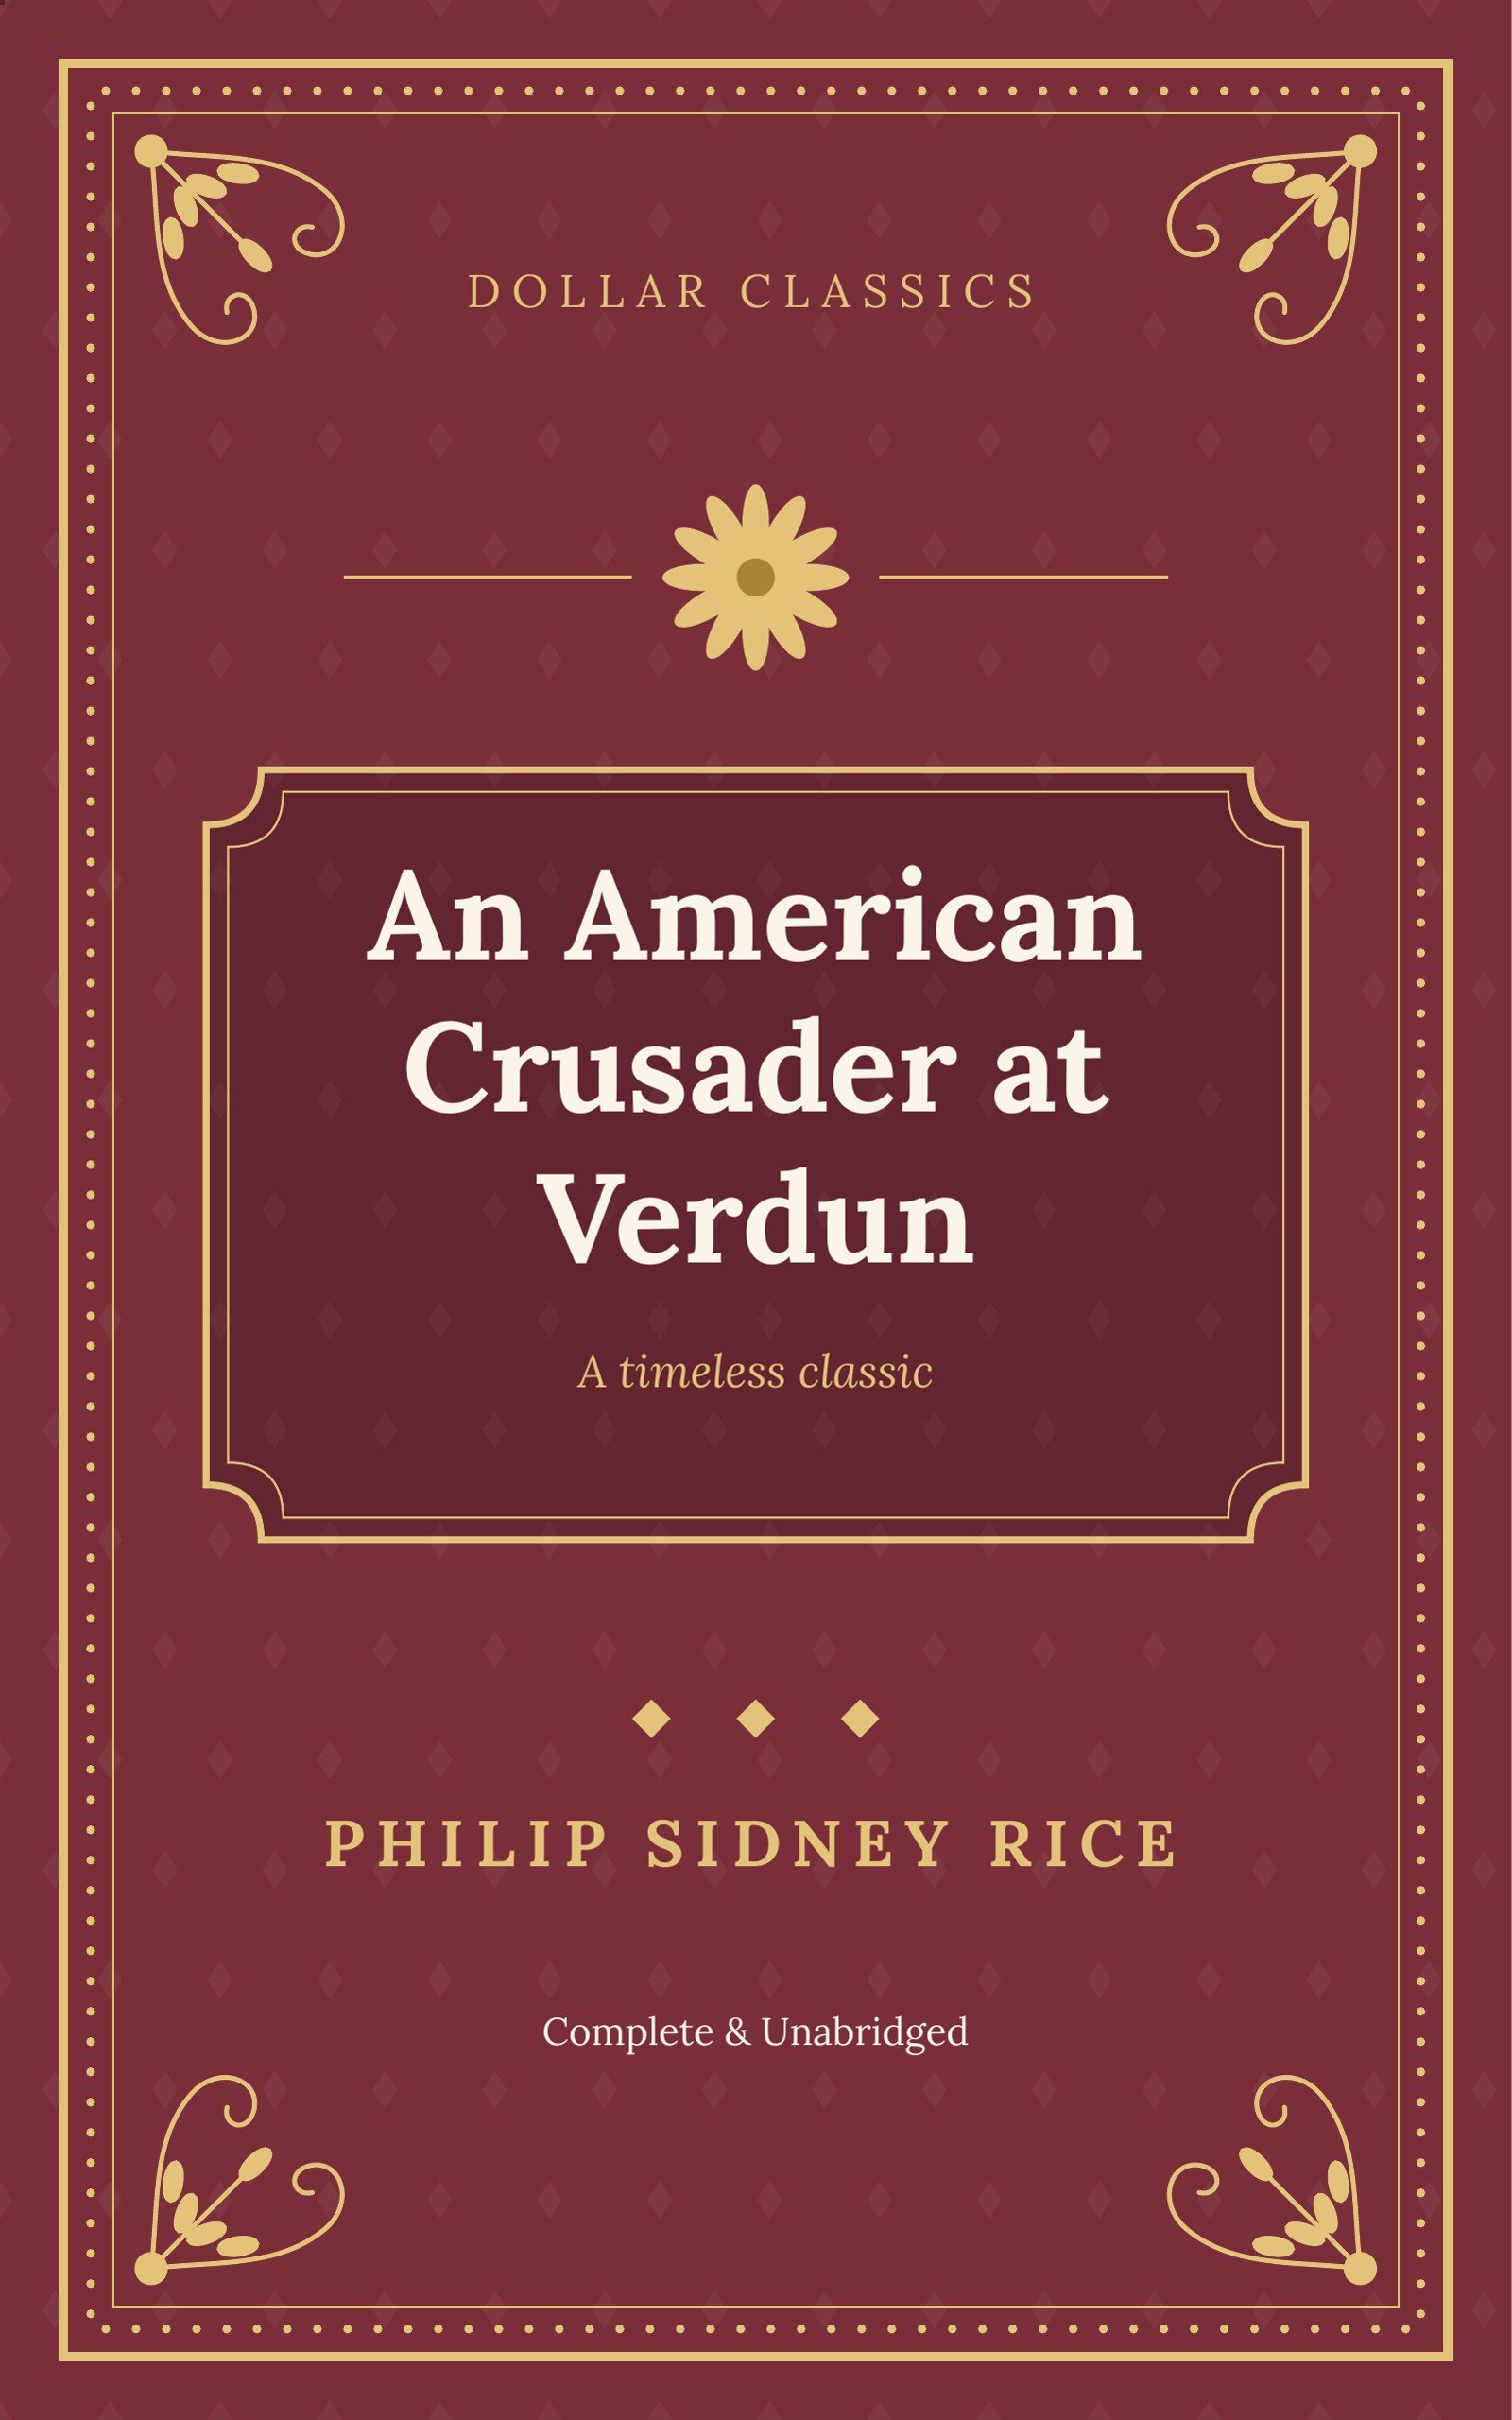 DOLLAR CLASSICS
An American
Crusader at
Verdun
A timeless classic
PHILIP SIDNEY RICE
Complete & Unabridged